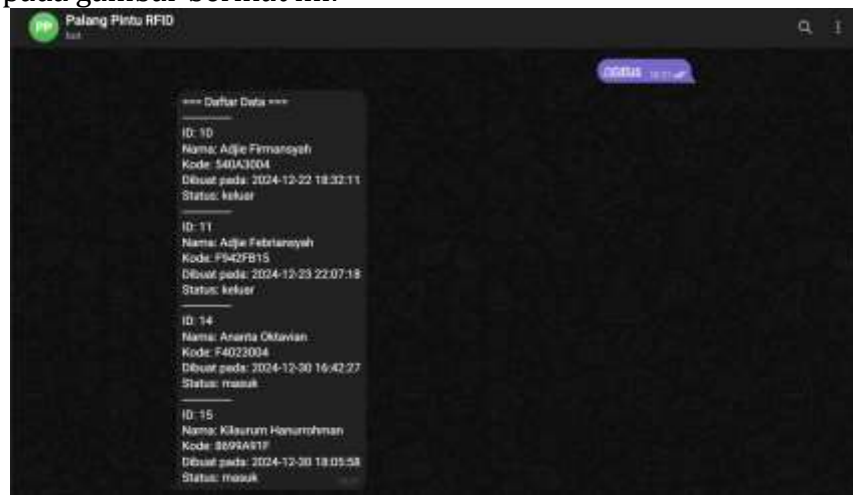 pada gambar berikut ini.
PP
Palang Pintu RFID
bot
/status
=== Daftar Data ===
ID: 10
Nama: Adjie Firmansyah
Kode: 540A3004
Dibuat pada: 2024-12-22 18:32:11
Status: keluar
ID: 11
Nama: Adjie Febriansyah
Kode: F942FB15
Dibuat pada: 2024-12-23 22:07:18
Status: keluar
ID: 14
Nama: Ananta Oktavian
Kode: F4023004
Dibuat pada: 2024-12-30 16:42:27
Status: masuk
ID: 15
Nama: Kilaurum Hanurrohman
Kode: 8699A91F
Dibuat pada: 2024-12-30 18:05:58
Status: masuk